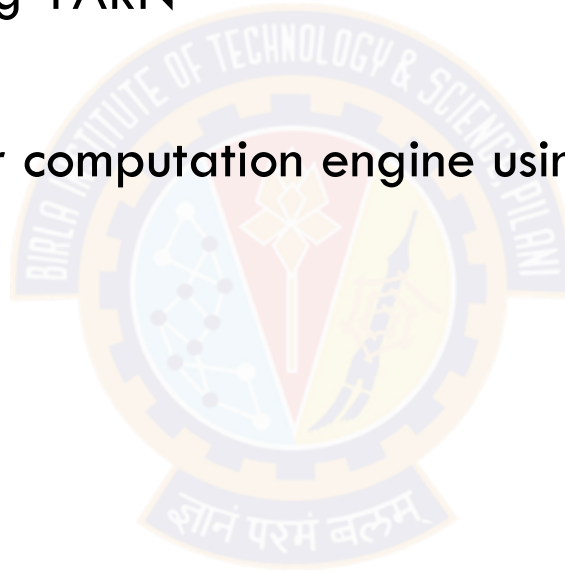 g YARN
r computation engine usin
BIRLA INSTITUTE OF TECHNOLOGY & SCIENCE, PILANI
ज्ञानं परमं बलम्